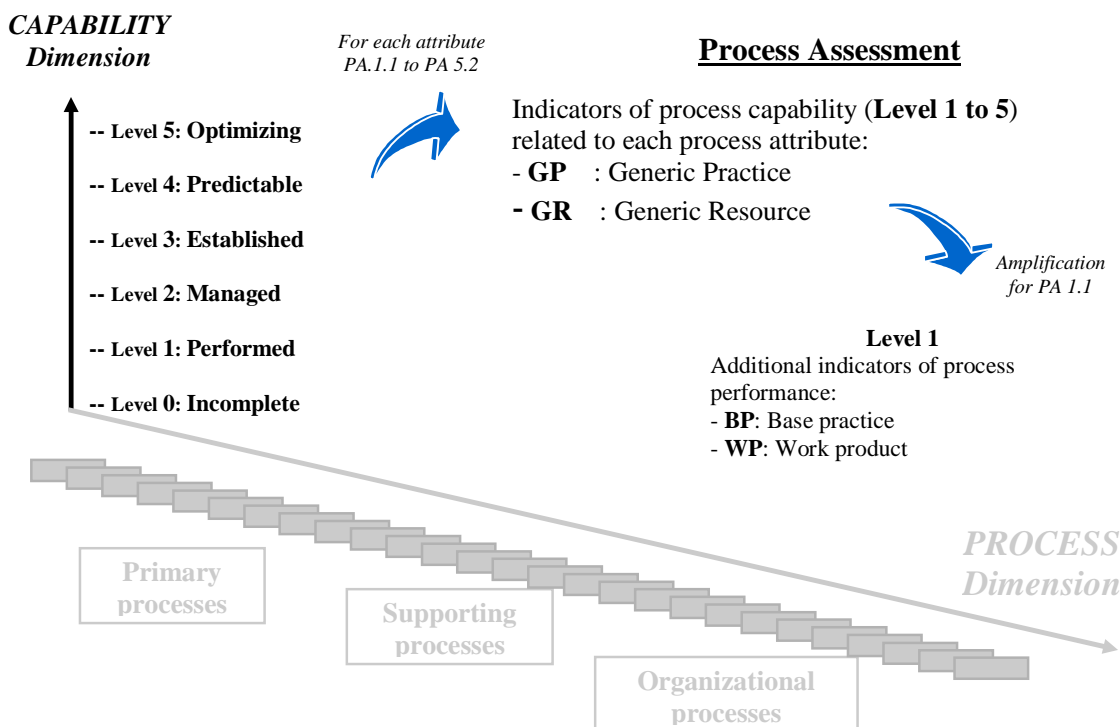 CAPABILITY
Dimension
For each attribute
PA.1.1 to PA 5.2
Process Assessment
-- Level 5: Optimizing
-- Level 4: Predictable
-- Level 3: Established
-- Level 2: Managed
-- Level 1: Performed
-- Level 0: Incomplete
Indicators of process capability (Level 1 to 5)
related to each process attribute:
- GP : Generic Practice
- GR : Generic Resource
Amplification
for PA 1.1
Level 1
Additional indicators of process
performance:
- BP: Base practice
- WP: Work product
PROCESS
Dimension
Primary
processes
Supporting
processes
Organizational
processes